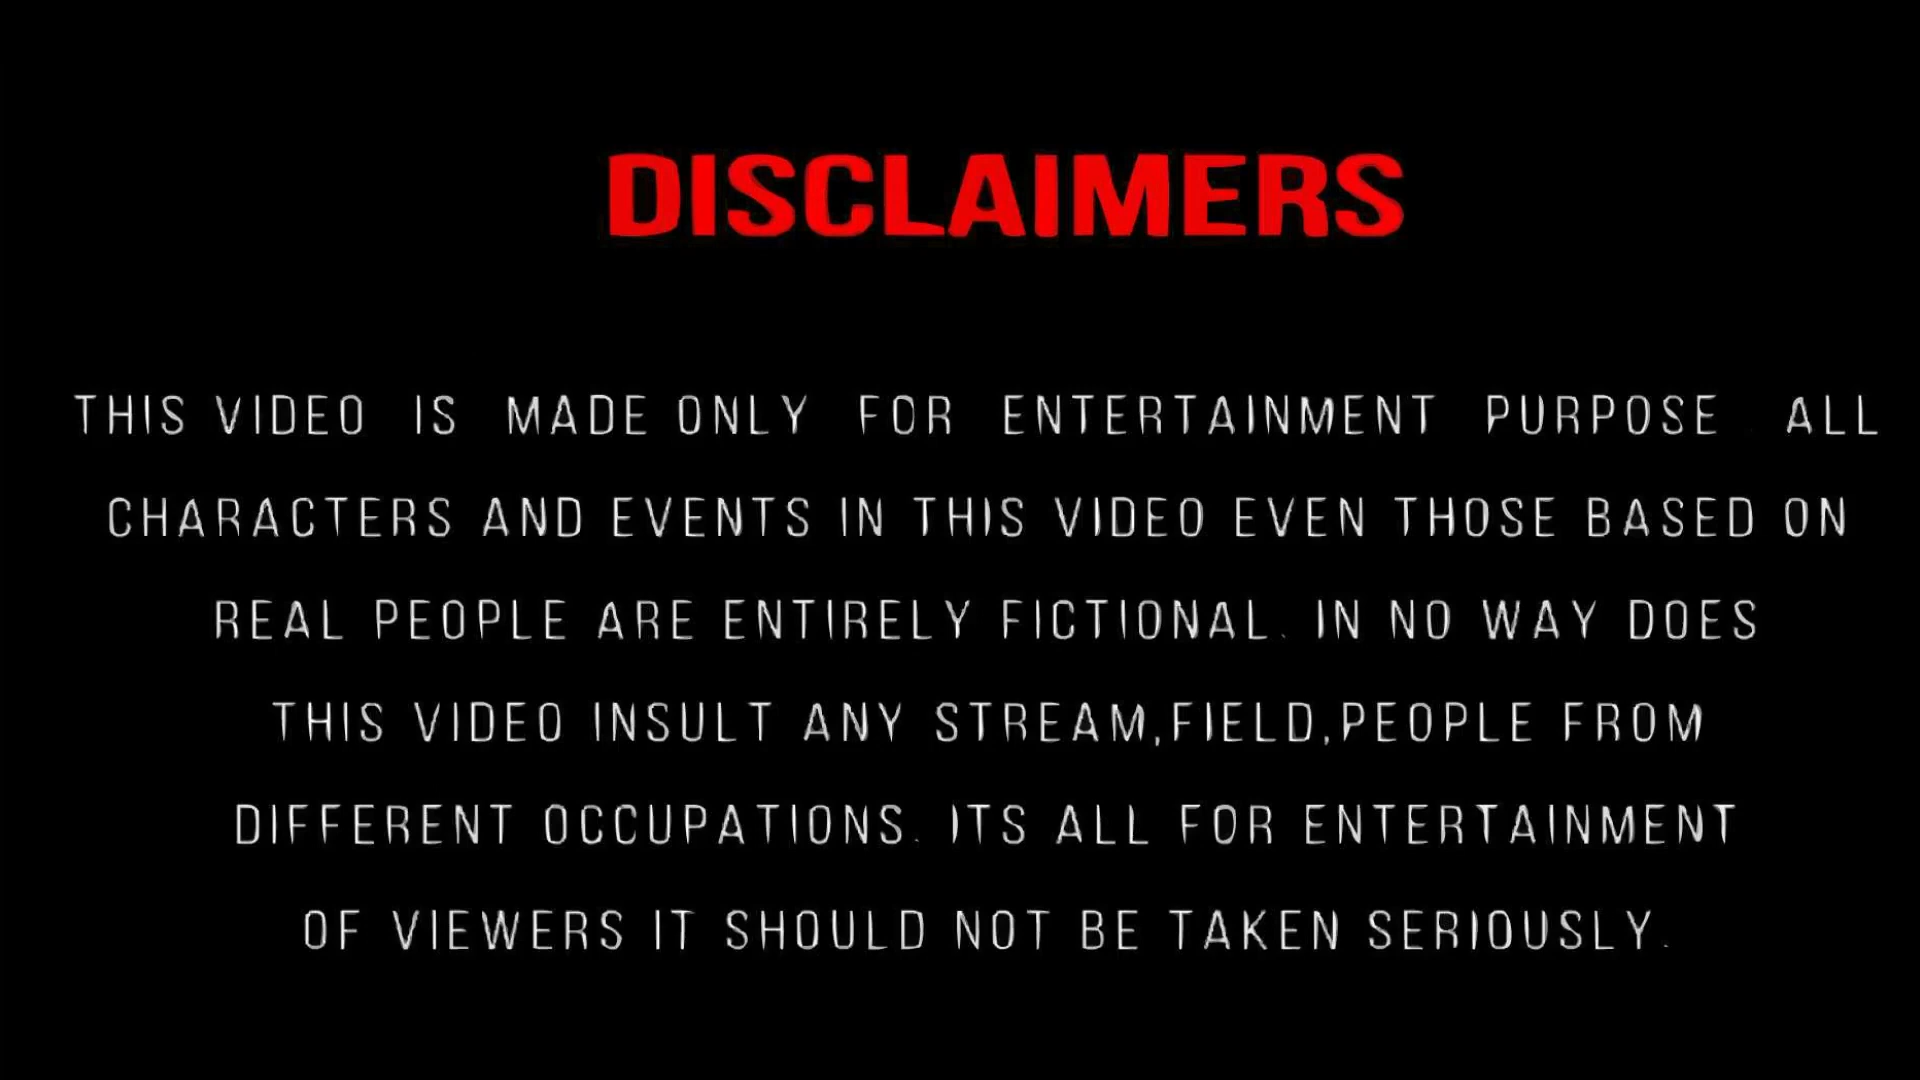 DISCLAIMERS
THIS VIDEO IS MADE ONLY FOR ENTERTAINMENT PURPOSE ALL
CHARACTERS AND EVENTS IN THIS VIDEO EVEN THOSE BASED ON
REAL PEOPLE ARE ENTIRELY FICTIONAL. IN NO WAY DOES
THIS VIDEO INSULT ANY STREAM,FIELD,PEOPLE FROM
DIFFERENT OCCUPATIONS. ITS ALL FOR ENTERTAINMENT
OF VIEWERS IT SHOULD NOT BE TAKEN SERIOUSLY.